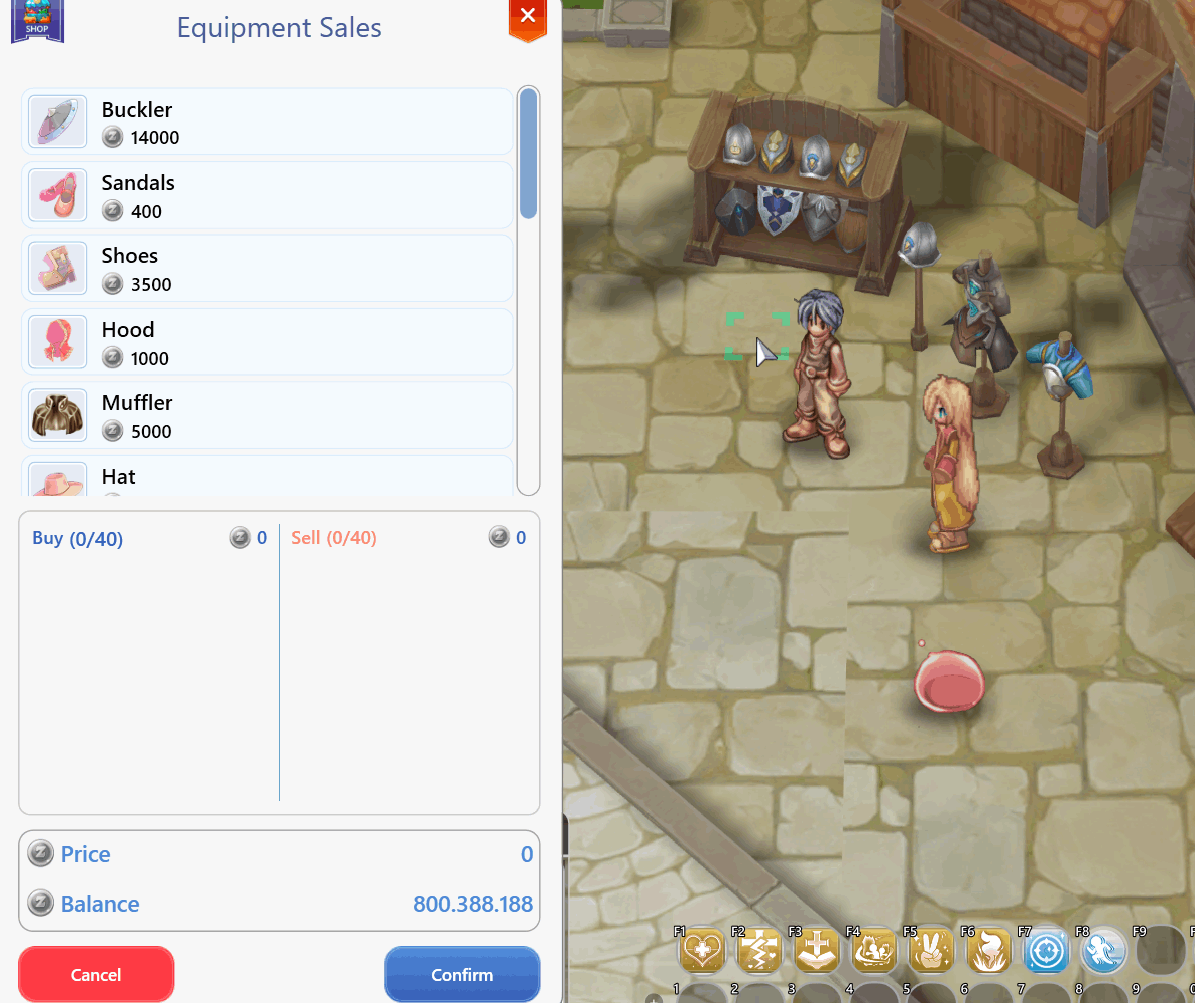 SHOP
Equipment Sales
Buckler
14000
Sandals
400
Shoes
3500
Hood
1000
Muffler
5000
Hat
Buy (0/40)
0
Sell (0/40)
0
Price
0
Balance
800.388.188
Cancel
Confirm
F1 F2 F3 F4 F5 F6 F7 F8 F9 F
1 2 3 4 5 6 7 8 9 0